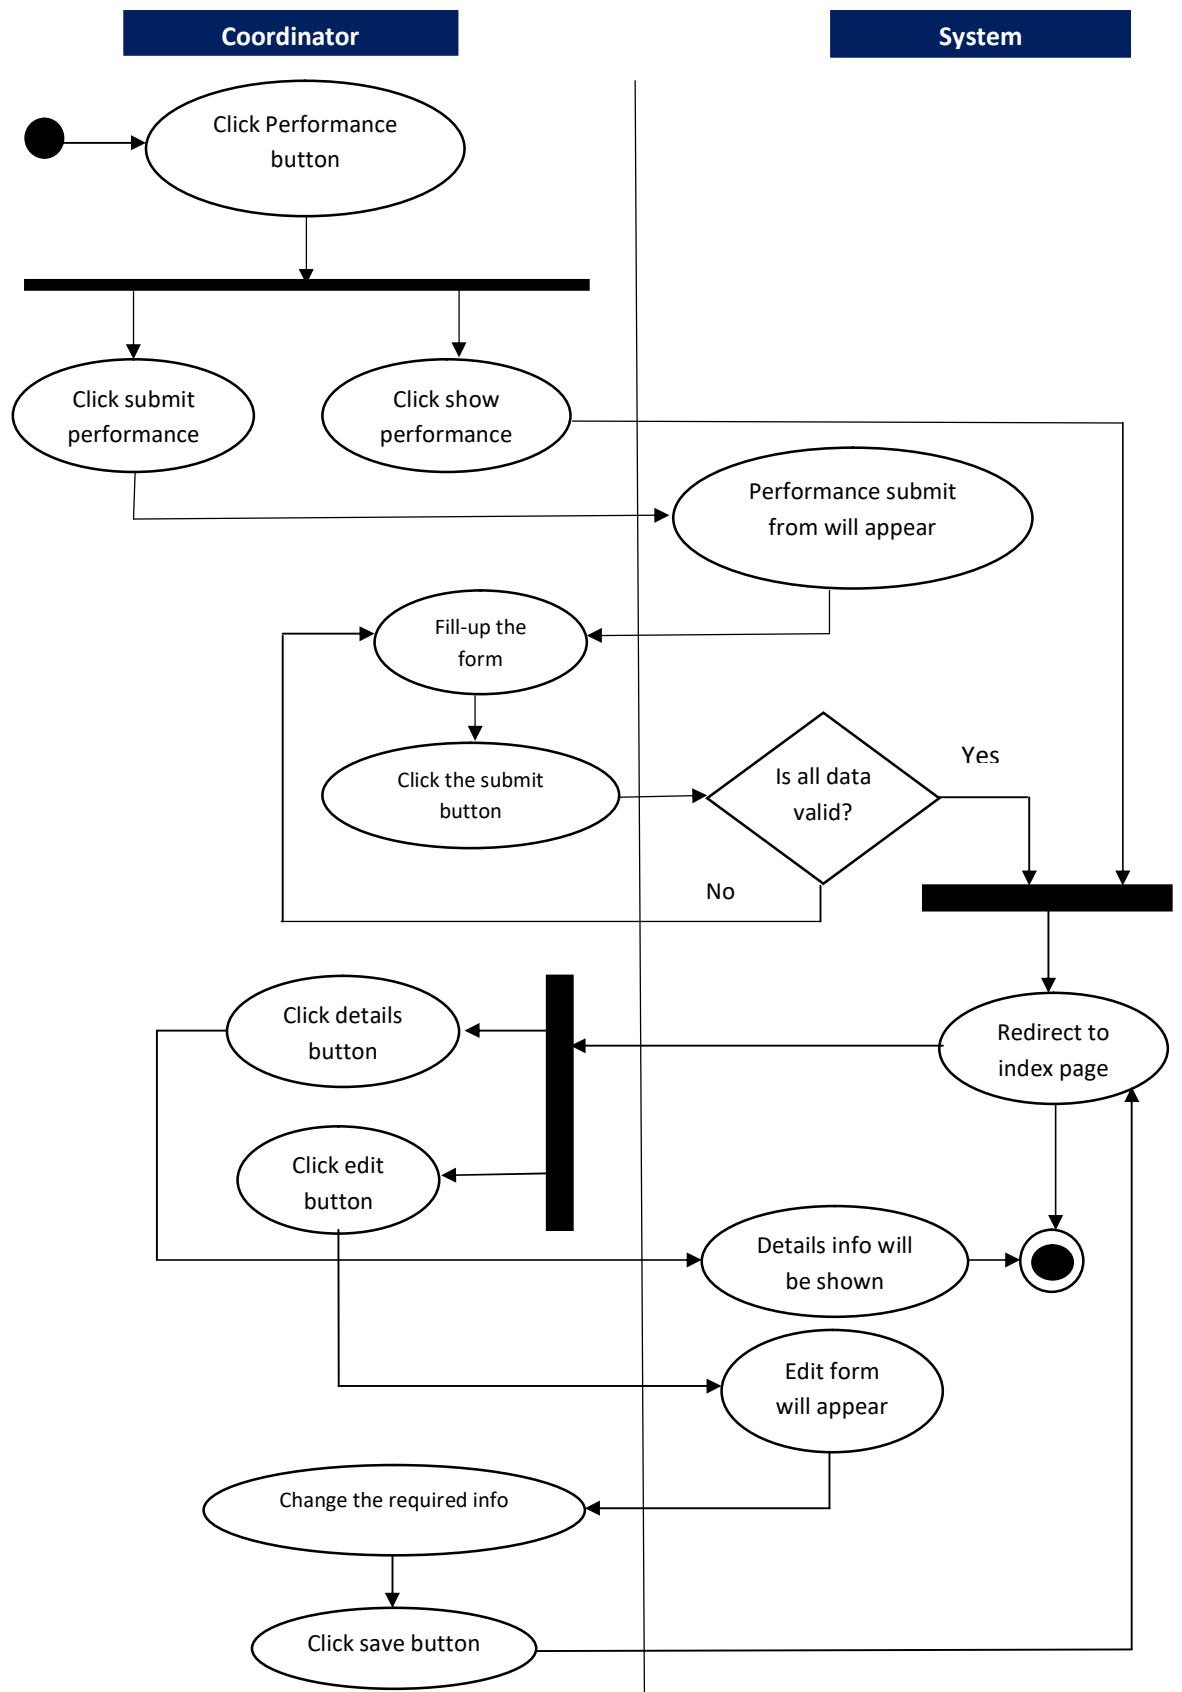 Coordinator
System
Click Performance
button
Click submit
performance
Click show
performance
Performance submit
from will appear
Fill-up the
form
Click the submit
button
Is all data
valid?
Yes
No
Click details
button
Redirect to
index page
Click edit
button
Details info will
be shown
Edit form
will appear
Change the required info
Click save button